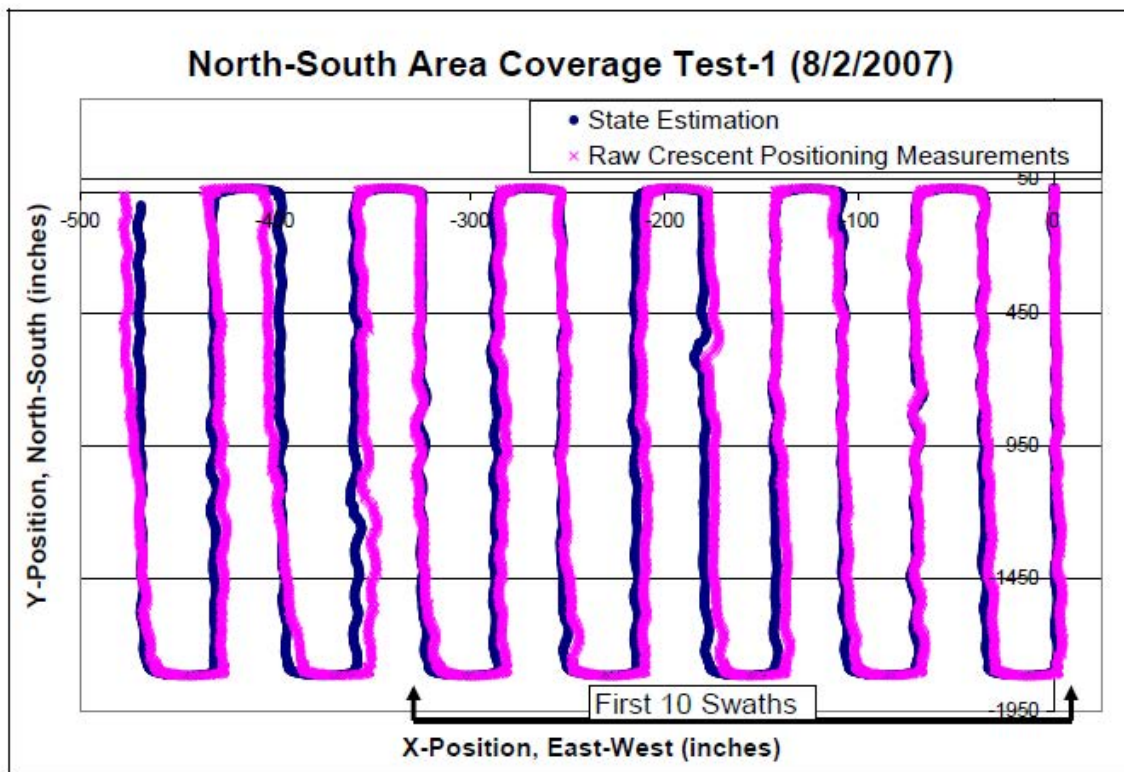 North-South Area Coverage Test-1 (8/2/2007)
State Estimation
Raw Crescent Positioning Measurements
50
-500
-400
-300
-200
-100
0
-450
-950
-1450
-1950
First 10 Swaths
X-Position, East-West (inches)
Y-Position, North-South (inches)